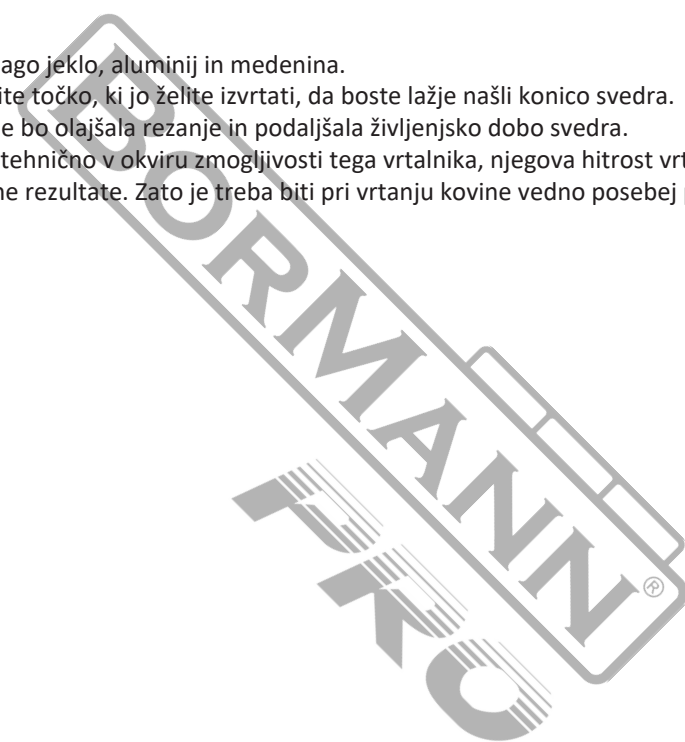 ago jeklo, aluminij in medenina.
ite točko, ki jo želite izvrtati, da boste lažje našli konico svedra.
e bo olajšala rezanje in podaljšala življenjsko dobo svedra.
tehnično v okviru zmogljivosti tega vrtalnika, njegova hitrost vrt
ne rezultate. Zato je treba biti pri vrtanju kovine vedno posebej p
BORMANN®
PRO